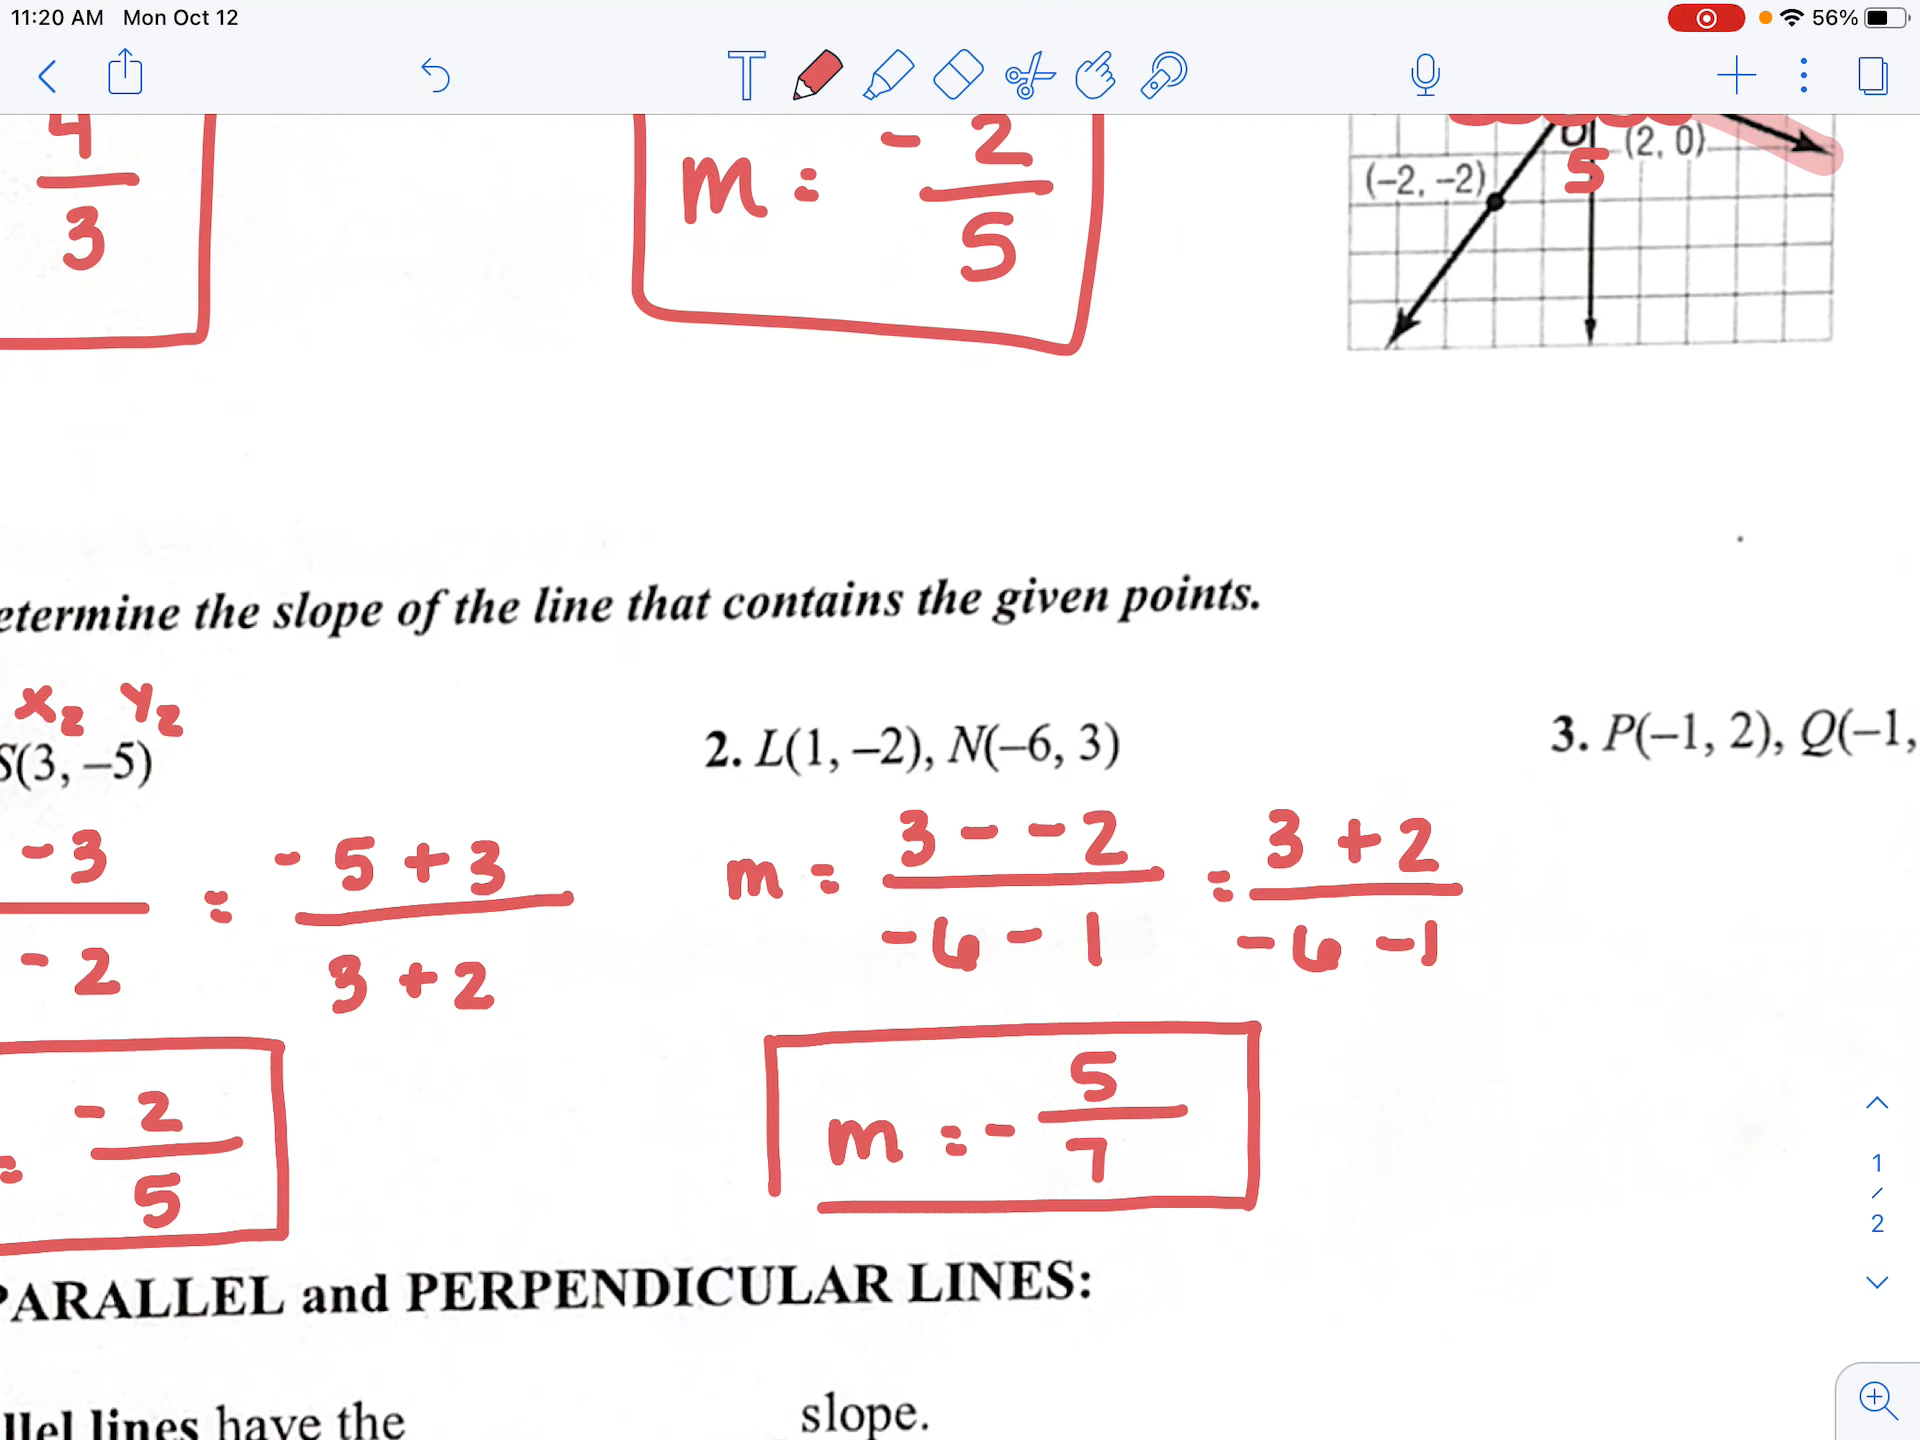 11:20 AM Mon Oct 12
56%
4
3
m = - 2
5
(2, 0)
5
(−2, −2)
etermine the slope of the line that contains the given points.
x2 y2
S(3, −5)
2. L(1, −2), N(−6, 3)
3. P(−1, 2), Q(−1,
- 3
- 2
= - 5 + 3
3 + 2
m = 3 - - 2
- 6 - 1
= 3 + 2
- 6 - 1
= - 2
5
m = - 5
7
PARALLEL and PERPENDICULAR LINES:
llel lines have the slope.
1
/
2